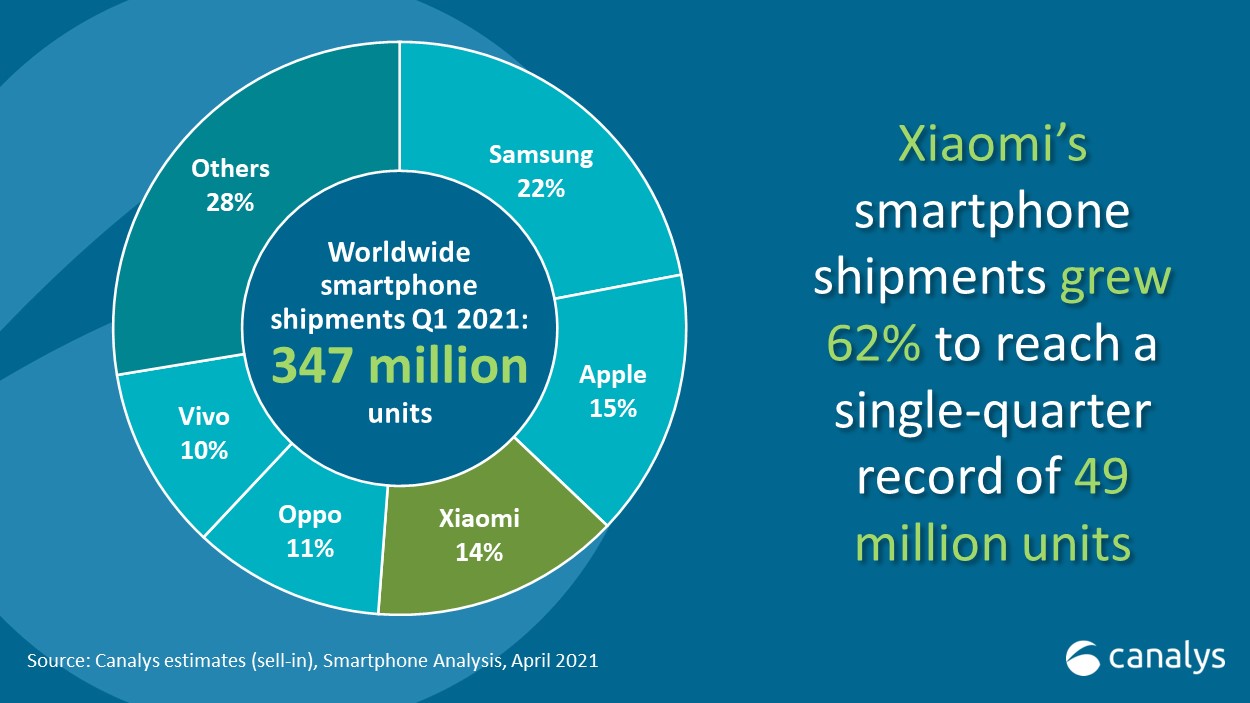 Samsung
22%
Apple
15%
Xiaomi
14%
Oppo
11%
Vivo
10%
Others
28%
Worldwide
smartphone
shipments Q1 2021:
347 million
units
Xiaomi’s
smartphone
shipments grew
62% to reach a
single-quarter
record of 49
million units
Source: Canalys estimates (sell-in), Smartphone Analysis, April 2021
canalys